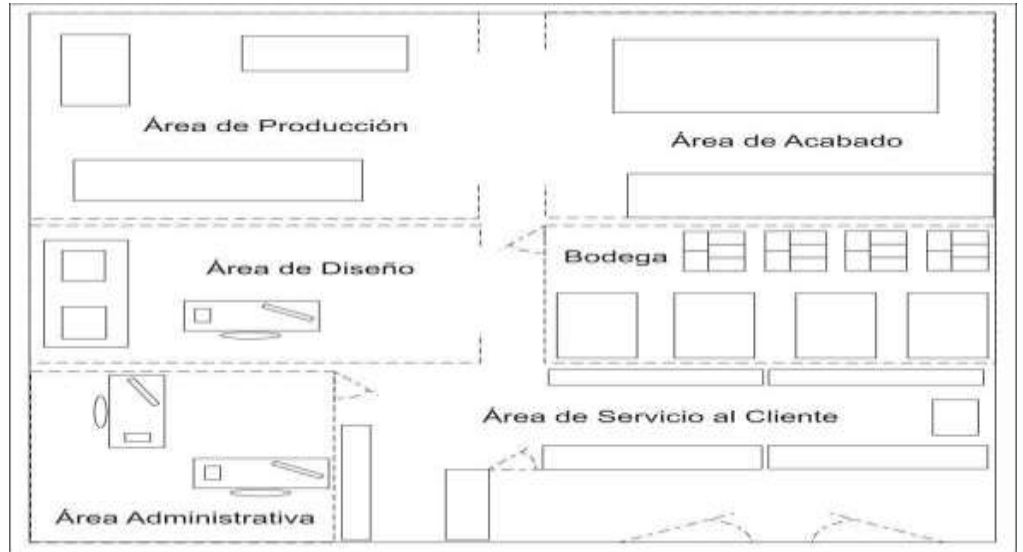 Área de Producción
Área de Acabado
Área de Diseño
Bodega
Área de Servicio al Cliente
Área Administrativa